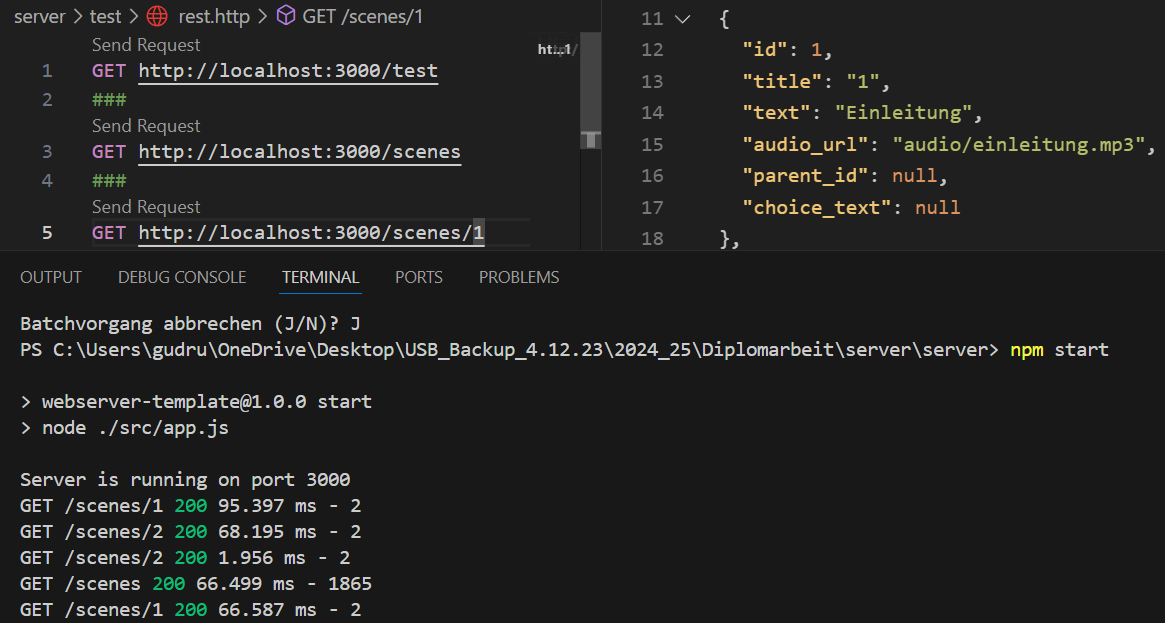 server > test > rest.http > GET /scenes/1
Send Request
1 GET http://localhost:3000/test
2 ###
Send Request
3 GET http://localhost:3000/scenes
4 ###
Send Request
5 GET http://localhost:3000/scenes/1
11 {
12 "id": 1,
13 "title": "1",
14 "text": "Einleitung",
15 "audio_url": "audio/einleitung.mp3",
16 "parent_id": null,
17 "choice_text": null
18 },
OUTPUT DEBUG CONSOLE TERMINAL PORTS PROBLEMS
Batchvorgang abbrechen (J/N)? J
PS C:\Users\gudru\OneDrive\Desktop\USB_Backup_4.12.23\2024_25\Diplomarbeit\server\server> npm start
> webserver-template@1.0.0 start
> node ./src/app.js
Server is running on port 3000
GET /scenes/1 200 95.397 ms - 2
GET /scenes/2 200 68.195 ms - 2
GET /scenes/2 200 1.956 ms - 2
GET /scenes 200 66.499 ms - 1865
GET /scenes/1 200 66.587 ms - 2